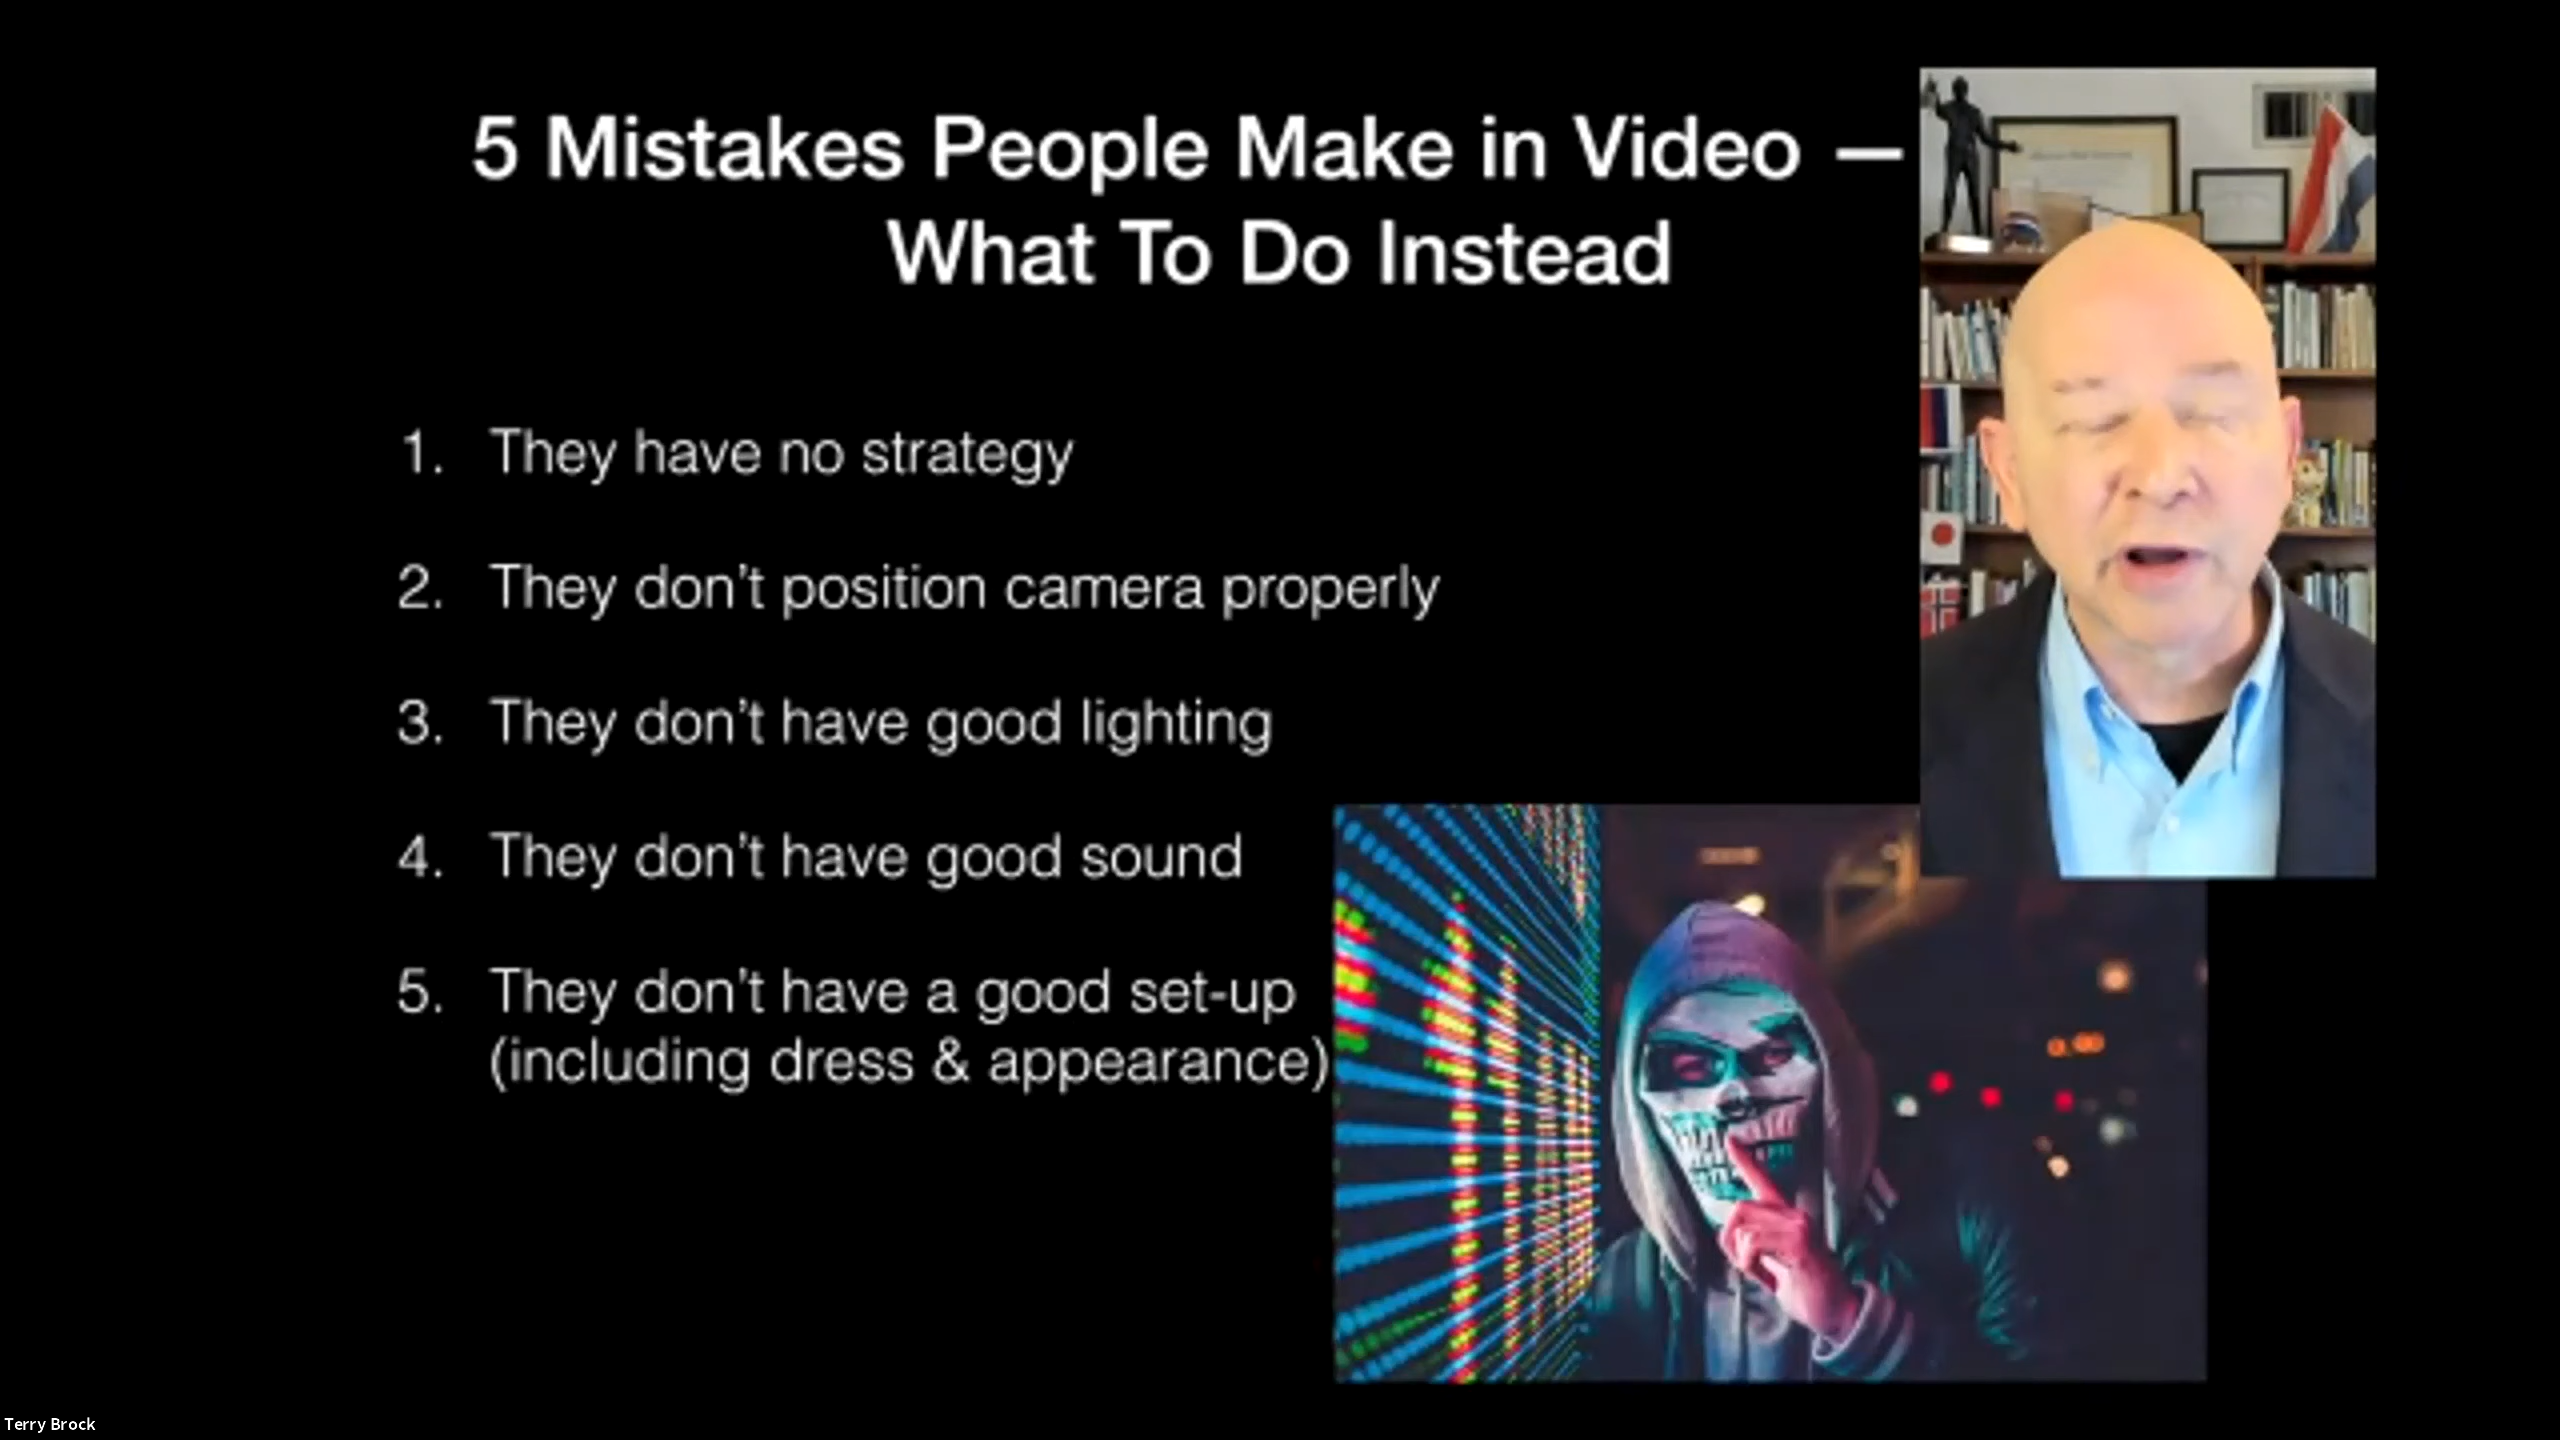 5 Mistakes People Make in Video —
What To Do Instead
1. They have no strategy
2. They don't position camera properly
3. They don't have good lighting
4. They don't have good sound
5. They don't have a good set-up
(including dress & appearance)
Terry Brock